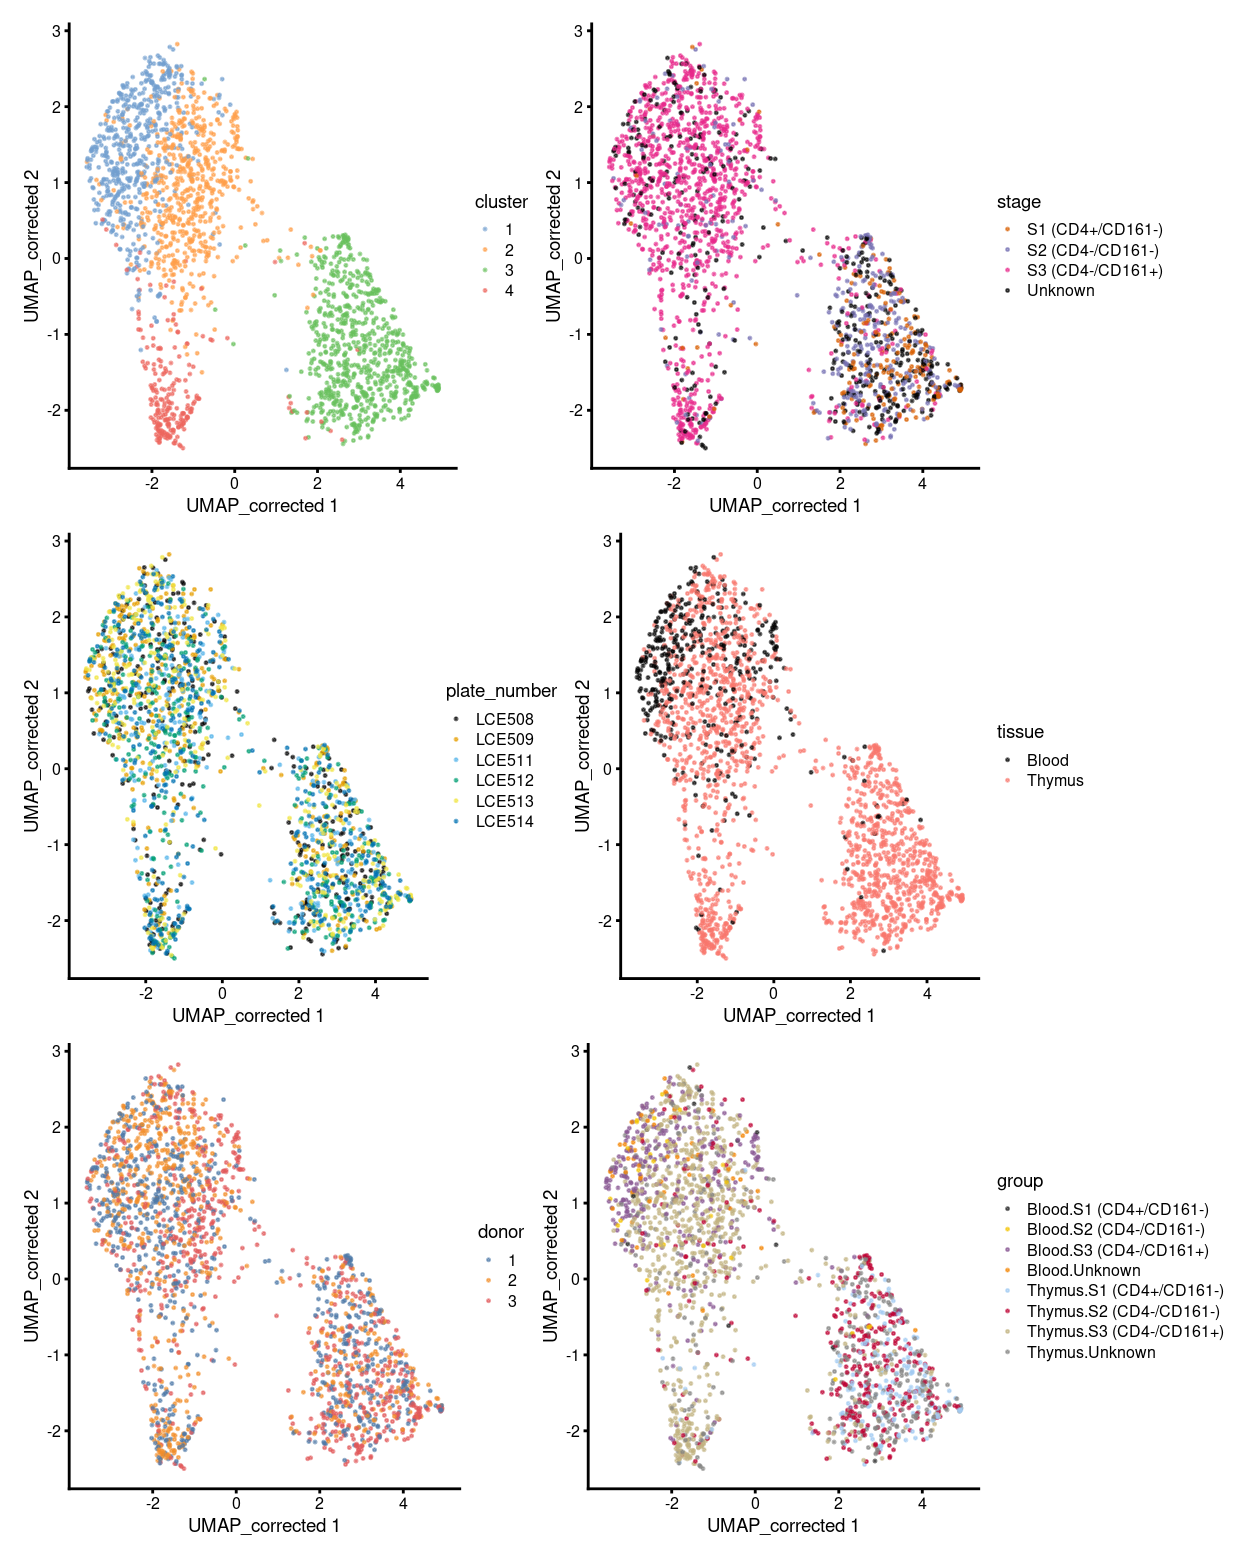 3
2
1
0
-1
-2
UMAP_corrected 2
-2
0
2
4
UMAP_corrected 1
cluster
1
2
3
4
3
2
1
0
-1
-2
UMAP_corrected 2
-2
0
2
4
UMAP_corrected 1
stage
S1 (CD4+/CD161-)
S2 (CD4-/CD161-)
S3 (CD4-/CD161+)
Unknown
3
2
1
0
-1
-2
UMAP_corrected 2
-2
0
2
4
UMAP_corrected 1
plate_number
LCE508
LCE509
LCE511
LCE512
LCE513
LCE514
3
2
1
0
-1
-2
UMAP_corrected 2
-2
0
2
4
UMAP_corrected 1
tissue
Blood
Thymus
3
2
1
0
-1
-2
UMAP_corrected 2
-2
0
2
4
UMAP_corrected 1
donor
1
2
3
3
2
1
0
-1
-2
UMAP_corrected 2
-2
0
2
4
UMAP_corrected 1
group
Blood.S1 (CD4+/CD161-)
Blood.S2 (CD4-/CD161-)
Blood.S3 (CD4-/CD161+)
Blood.Unknown
Thymus.S1 (CD4+/CD161-)
Thymus.S2 (CD4-/CD161-)
Thymus.S3 (CD4-/CD161+)
Thymus.Unknown